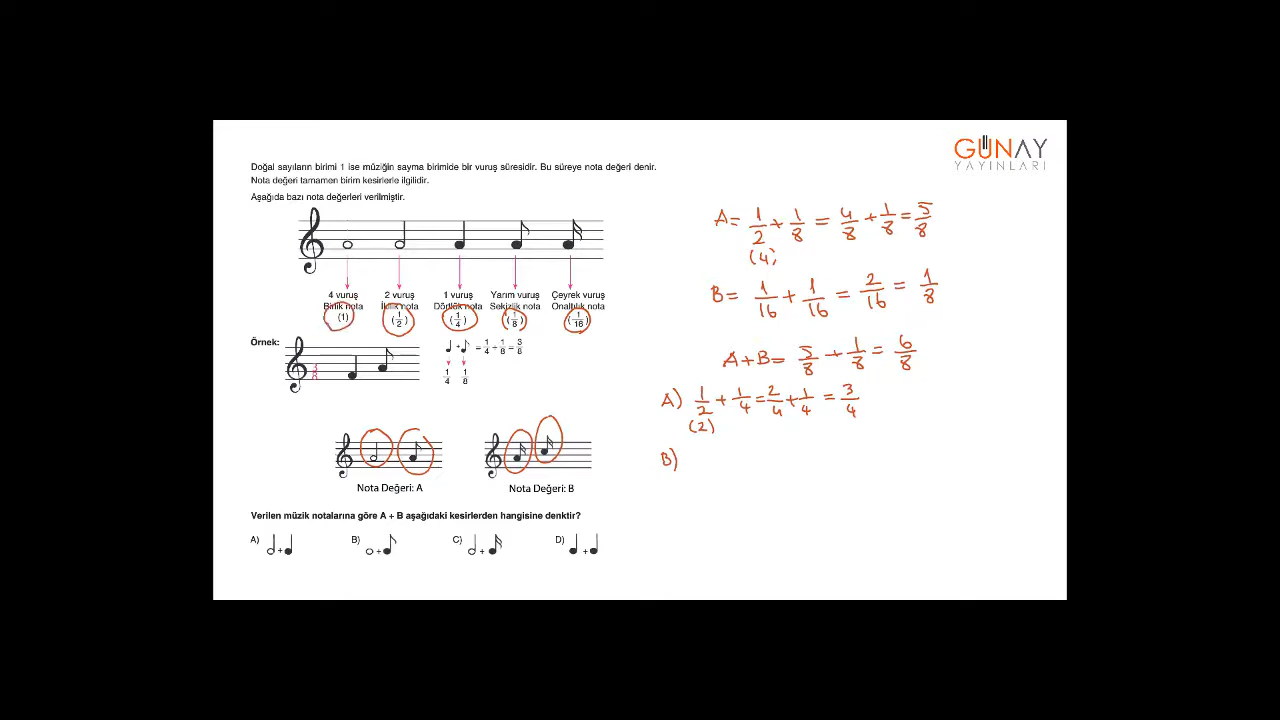 GÜNAY
YAYINLARI
Doğal sayıların birimi 1 ise müziğin sayma birimide bir vuruş süresidir. Bu süreye nota değeri denir.
Nota değeri tamamen birim kesirlerle ilgilidir.
Aşağıda bazı nota değerleri verilmiştir.
4 vuruş 2 vuruş 1 vuruş Yarım vuruş Çeyrek vuruş
Birlik nota İkilik nota Dörtlük nota Sekizlik nota Onaltılık nota
(1) (1/2) (1/4) (1/8) (1/16)
Örnek:
+ = 1/4 + 1/8 = 3/8
1/4 1/8
Nota Değeri: A Nota Değeri: B
Verilen müzik notalarına göre A + B aşağıdaki kesirlerden hangisine denktir?
A) + B) + C) + D) +
A= 1/2 + 1/8 = 4/8 + 1/8 = 5/8
(4)
B= 1/16 + 1/16 = 2/16 = 1/8
A+B= 5/8 + 1/8 = 6/8
A) 1/2 + 1/4 = 2/4 + 1/4 = 3/4
(2)
B)